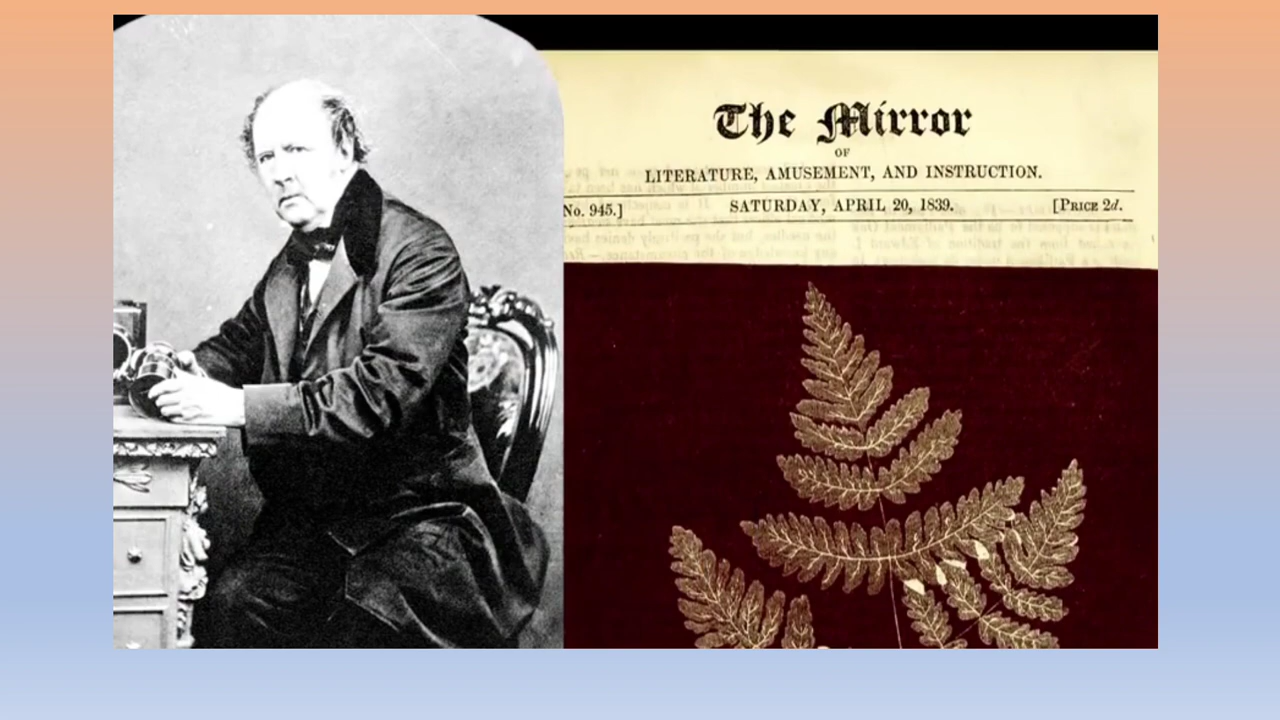 The Mirror
OF
LITERATURE, AMUSEMENT, AND INSTRUCTION.
No. 945.] SATURDAY, APRIL 20, 1839. [PRICE 2d.